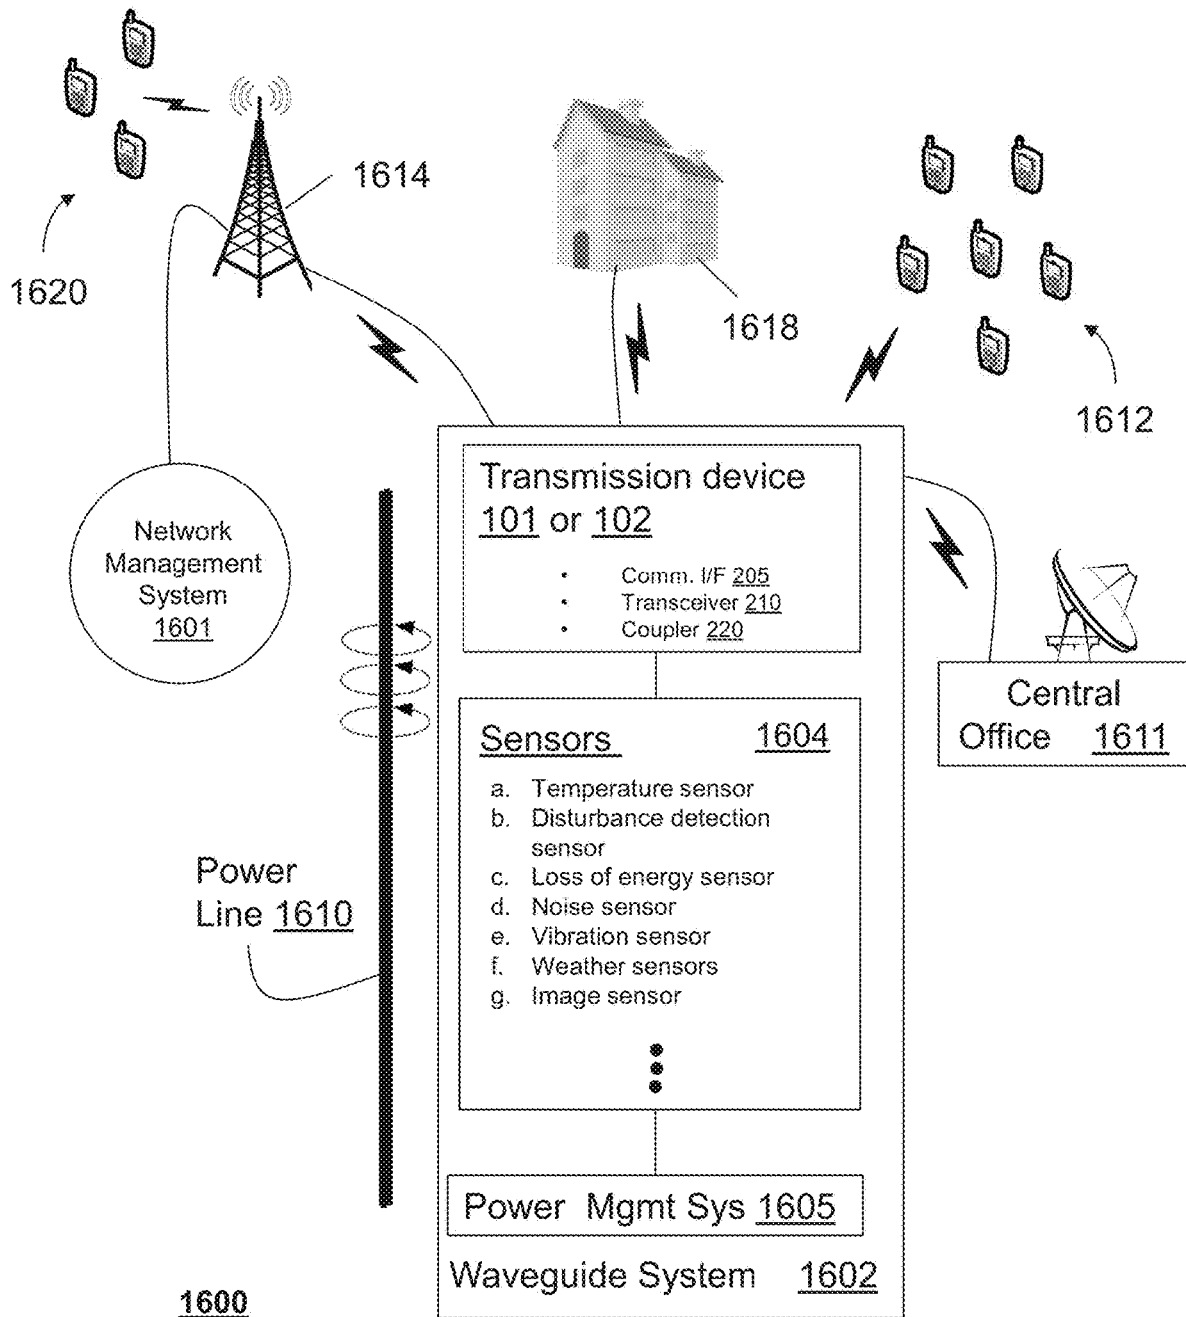 1614
1620
1618
1612
Transmission device
101 or 102
• Comm. I/F 205
• Transceiver 210
• Coupler 220
Network
Management
System
1601
Central
Office 1611
Sensors 1604
a. Temperature sensor
b. Disturbance detection
sensor
c. Loss of energy sensor
d. Noise sensor
e. Vibration sensor
f. Weather sensors
g. Image sensor
Power
Line 1610
Power Mgmt Sys 1605
Waveguide System 1602
1600